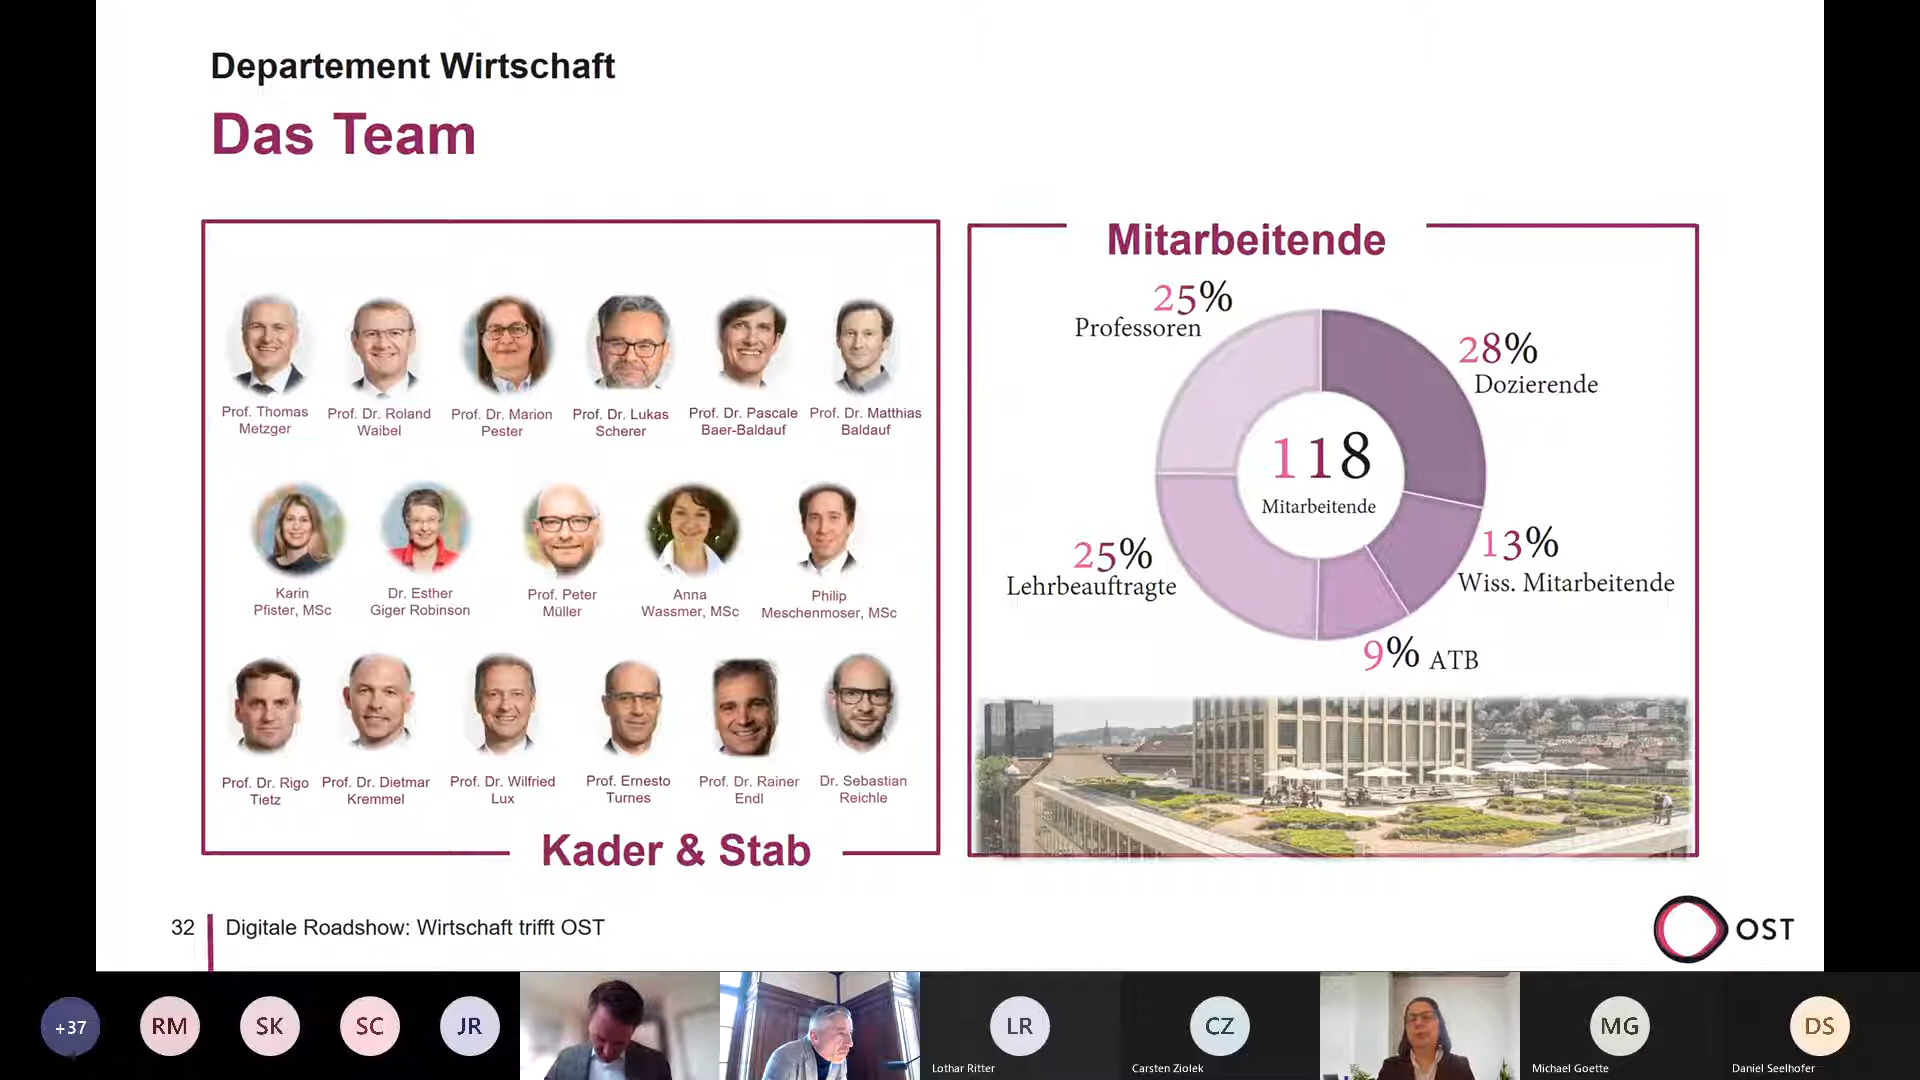 Departement Wirtschaft
Das Team
Prof. Thomas
Metzger
Prof. Dr. Roland
Waibel
Prof. Dr. Marion
Pester
Prof. Dr. Lukas
Scherer
Prof. Dr. Pascale
Baer-Baldauf
Prof. Dr. Matthias
Baldauf
Karin
Pfister, MSc
Dr. Esther
Giger Robinson
Prof. Peter
Müller
Anna
Wassmer, MSc
Philip
Meschenmoser, MSc
Prof. Dr. Rigo
Tietz
Prof. Dr. Dietmar
Kremmel
Prof. Dr. Wilfried
Lux
Prof. Ernesto
Turnes
Prof. Dr. Rainer
Endl
Dr. Sebastian
Reichle
Kader & Stab
Mitarbeitende
25%
Professoren
28%
Dozierende
118
Mitarbeitende
13%
Wiss. Mitarbeitende
25%
Lehrbeauftragte
9% ATB
32
Digitale Roadshow: Wirtschaft trifft OST
OST
+37
RM
SK
SC
JR
LR
Lothar Ritter
CZ
Carsten Ziolek
MG
Michael Goette
DS
Daniel Seelhofer